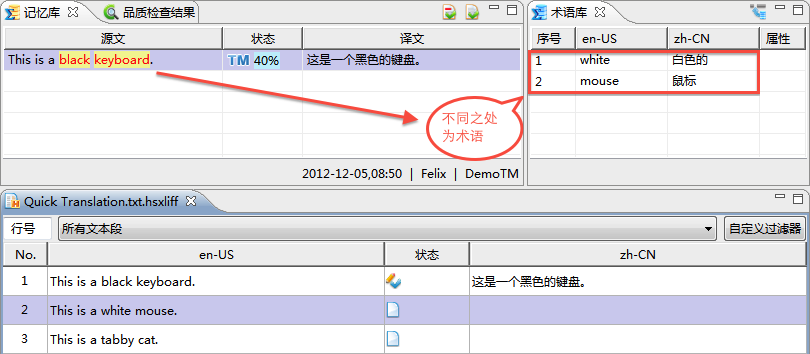 记忆库 品质检查结果
源文 状态 译文
This is a black keyboard. TM 40% 这是一个黑色的键盘。
不同之处
为术语
2012-12-05,08:50 | Felix | DemoTM
术语库
序号 en-US zh-CN 属性
1 white 白色的
2 mouse 鼠标
Quick Translation.txt.hsxliff
行号 所有文本段 自定义过滤器
No. en-US 状态 zh-CN
1 This is a black keyboard. 这是一个黑色的键盘。
2 This is a white mouse.
3 This is a tabby cat.